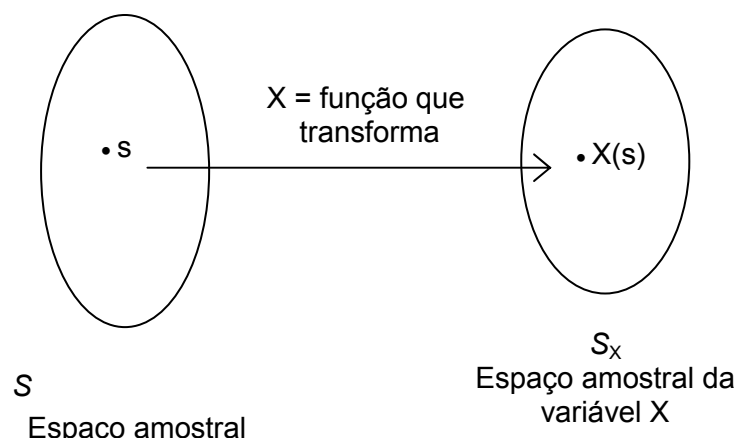 X = função que
transforma
• s
• X(s)
S
Espaço amostral
S_X
Espaço amostral da
variável X